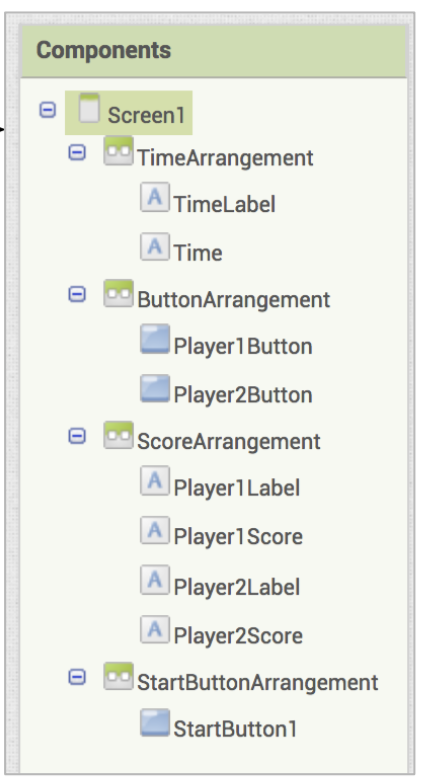 Components
Screen1
TimeArrangement
A TimeLabel
A Time
ButtonArrangement
Player1Button
Player2Button
ScoreArrangement
A Player1Label
A Player1Score
A Player2Label
A Player2Score
StartButtonArrangement
StartButton1